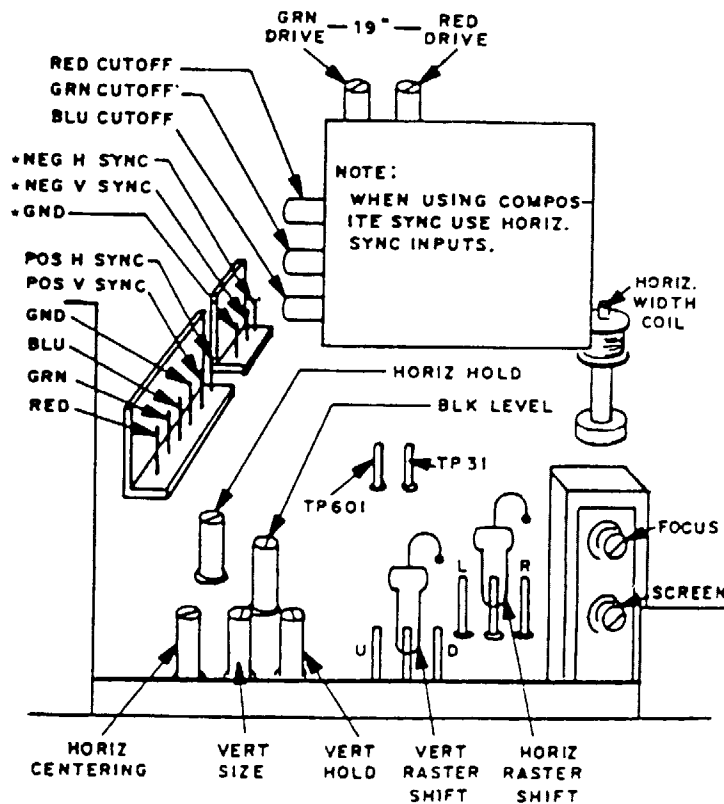 GRN DRIVE — 19" — RED DRIVE
RED CUTOFF
GRN CUTOFF
BLU CUTOFF
*NEG H SYNC
*NEG V SYNC
*GND
POS H SYNC
POS V SYNC
GND
BLU
GRN
RED
NOTE:
WHEN USING COMPOS-
ITE SYNC USE HORIZ.
SYNC INPUTS.
HORIZ.
WIDTH
COIL
HORIZ HOLD
BLK LEVEL
TP601
TP31
FOCUS
SCREEN
L
R
U
D
HORIZ
CENTERING
VERT
SIZE
VERT
HOLD
VERT
RASTER
SHIFT
HORIZ
RASTER
SHIFT